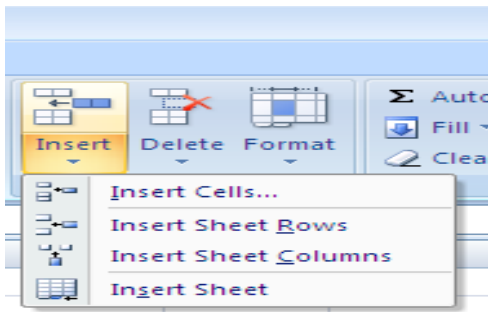 Σ Auto
Fill
Clea
Insert Delete Format
Insert Cells...
Insert Sheet Rows
Insert Sheet Columns
Insert Sheet